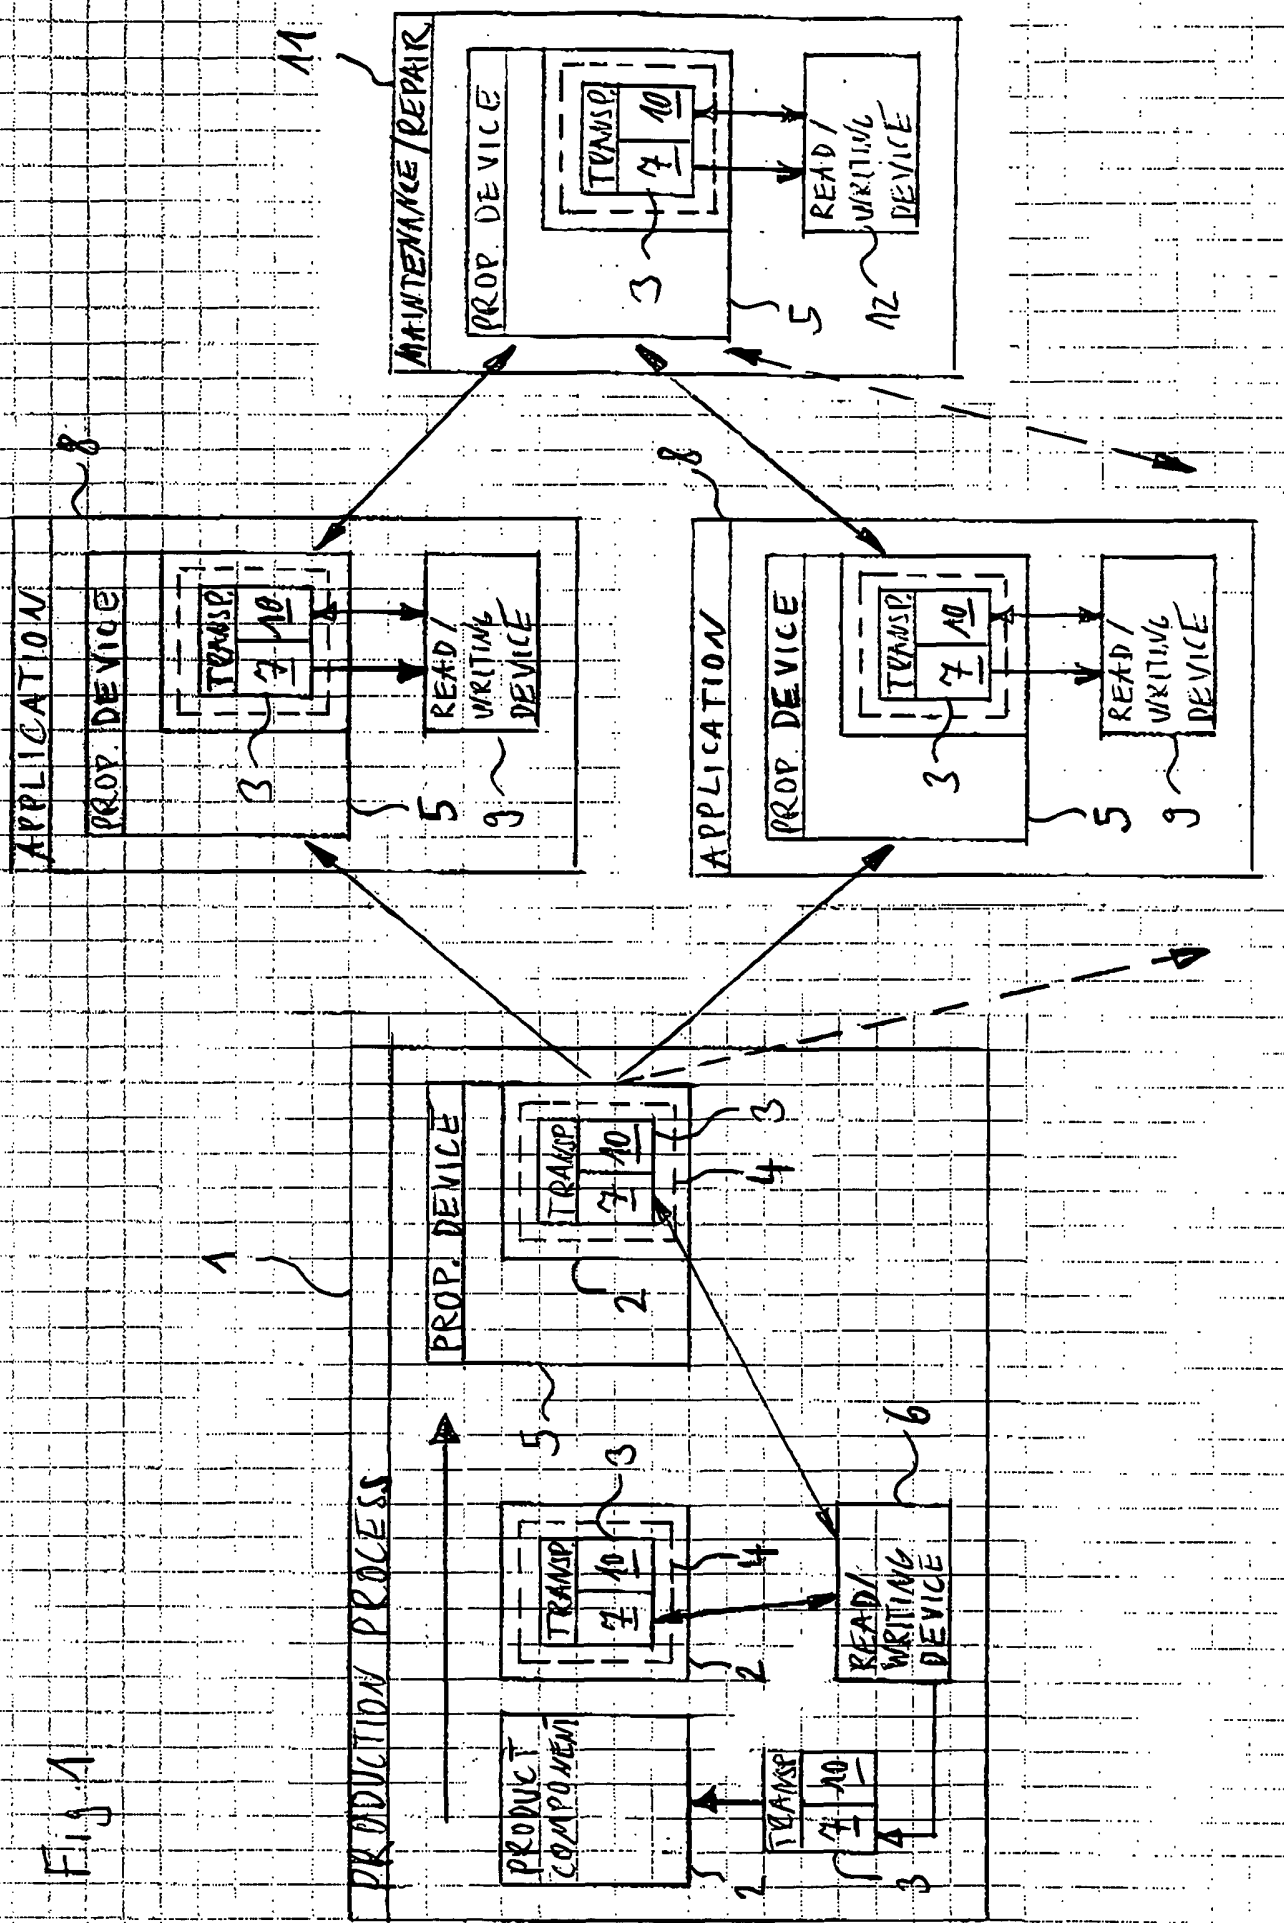 Fig. 1
PRODUCTION PROCESS
1
PRODUCT
COMPONENT
2
TRANSP
7 10
3
TRANSP.
7 10
3
4
2
READ/
WRITING
DEVICE
6
PROP. DEVICE
5
TRANSP
7 10
2
4
3
APPLICATION
8
PROP. DEVICE
TRANSP.
7 10
3
5
READ/
WRITING
DEVICE
9
APPLICATION
8
PROP. DEVICE
TRANSP.
7 10
3
5
READ/
WRITING
DEVICE
9
MAINTENANCE/REPAIR
11
PROP. DEVICE
TRANSP.
7 10
3
5
READ/
WRITING
DEVICE
12